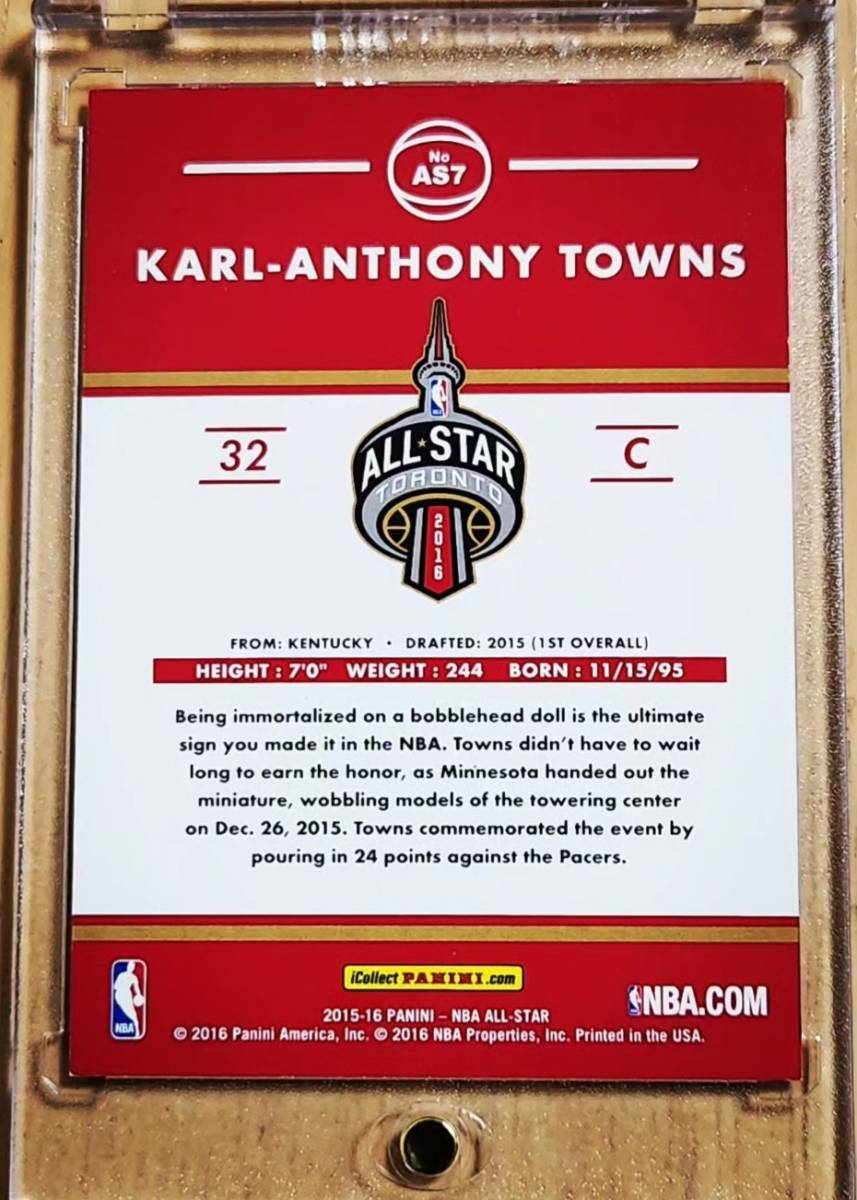 No
AS7
KARL-ANTHONY TOWNS
32
C
ALL★STAR
TORONTO
2016
FROM: KENTUCKY • DRAFTED: 2015 (1ST OVERALL)
HEIGHT : 7'0" WEIGHT : 244 BORN : 11/15/95
Being immortalized on a bobblehead doll is the ultimate
sign you made it in the NBA. Towns didn't have to wait
long to earn the honor, as Minnesota handed out the
miniature, wobbling models of the towering center
on Dec. 26, 2015. Towns commemorated the event by
pouring in 24 points against the Pacers.
NBA
iCollect PANINI.com
NBA.COM
2015-16 PANINI – NBA ALL-STAR
© 2016 Panini America, Inc. © 2016 NBA Properties, Inc. Printed in the USA.